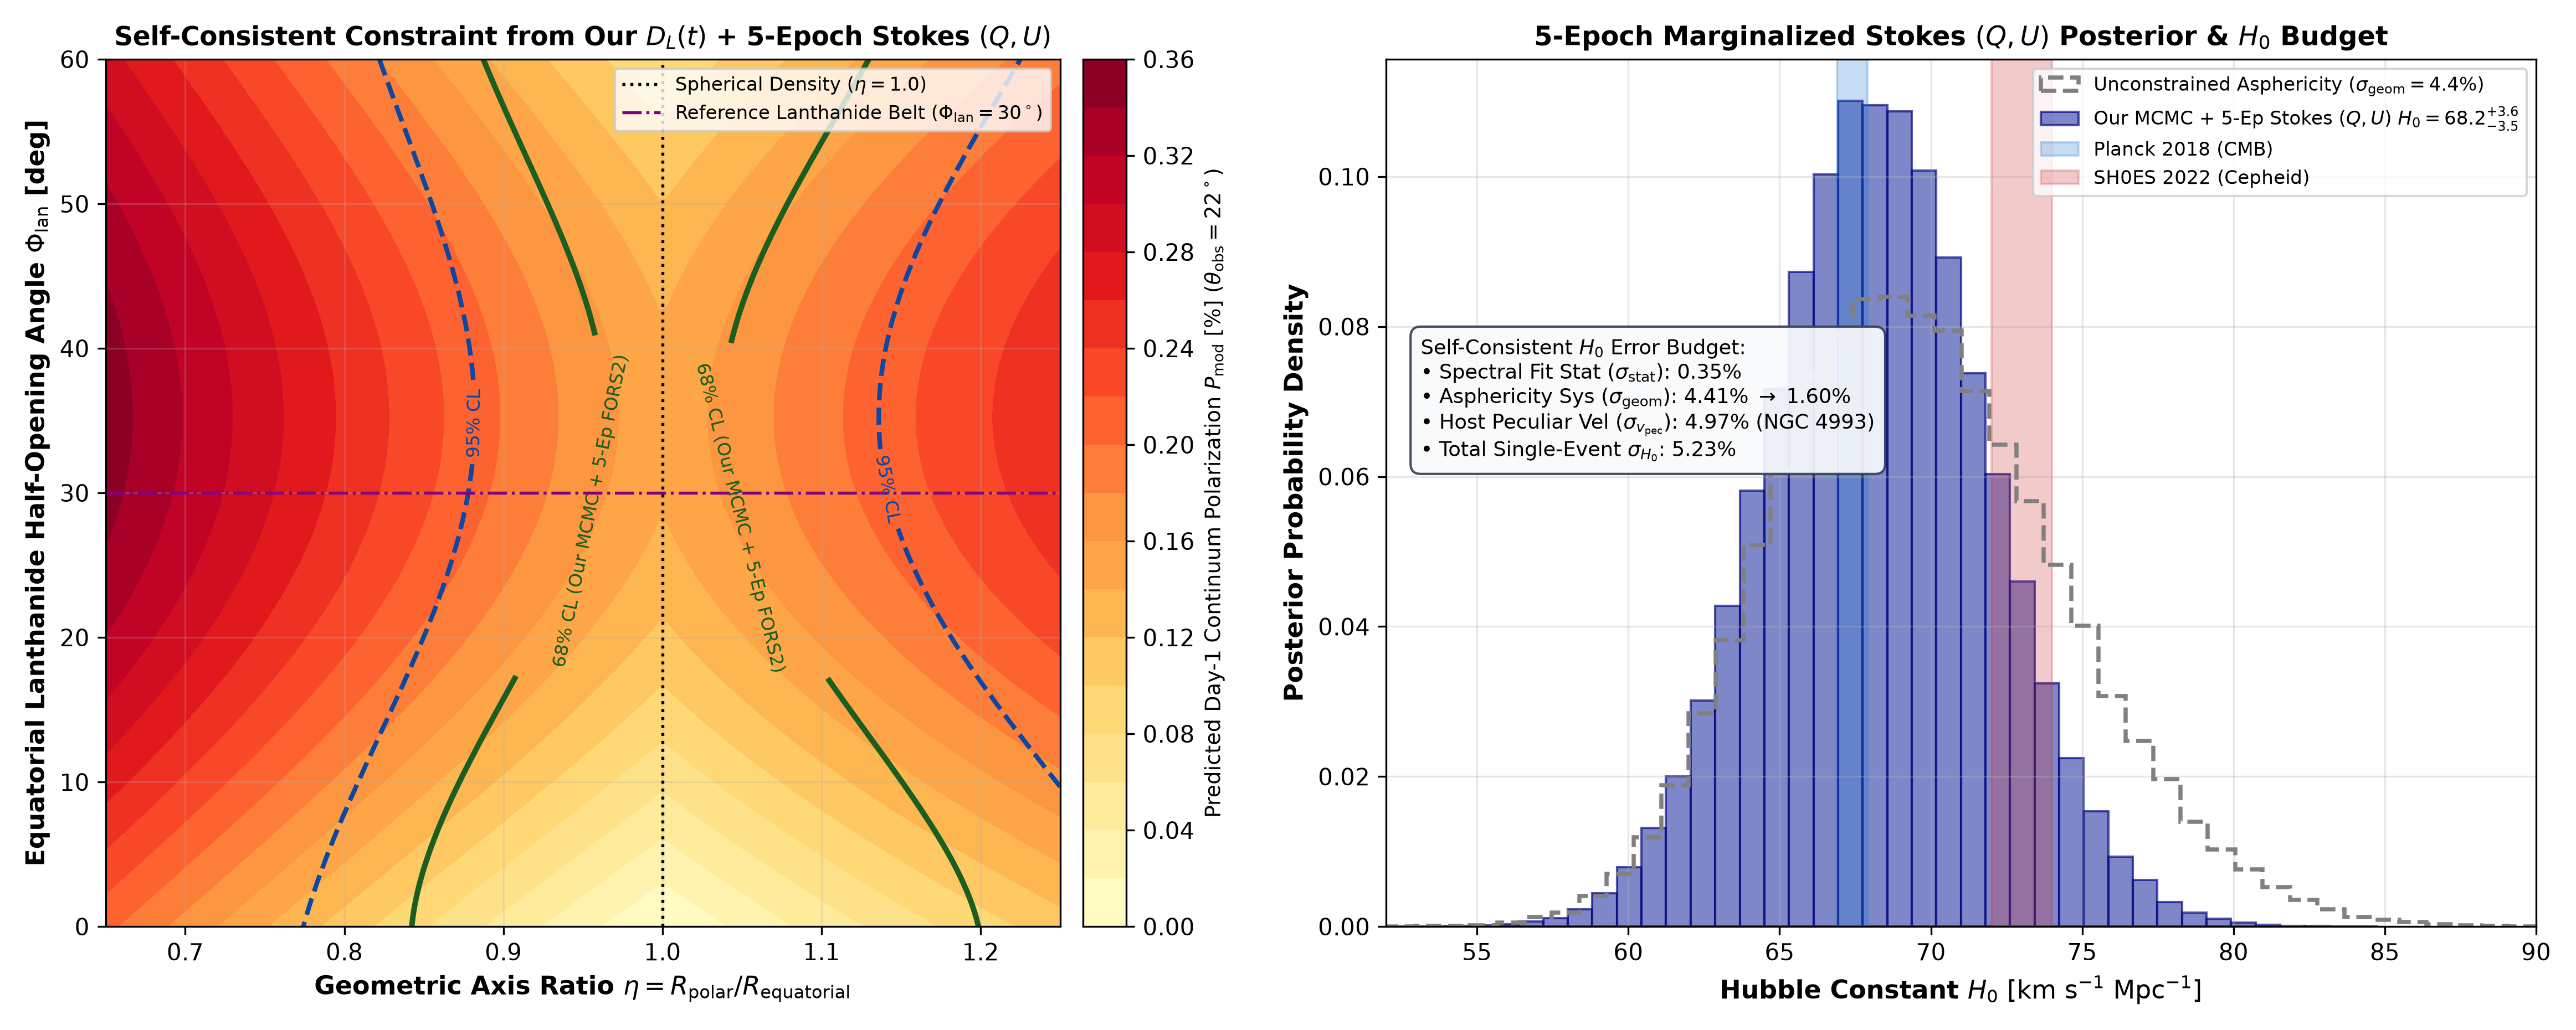 Self-Consistent Constraint from Our D_L(t) + 5-Epoch Stokes (Q, U)
Spherical Density (η = 1.0)
Reference Lanthanide Belt (Φ_lan = 30°)
Equatorial Lanthanide Half-Opening Angle Φ_lan [deg]
60
50
40
30
20
10
0
95% CL
68% CL (Our MCMC + 5-Ep FORS2)
68% CL (Our MCMC + 5-Ep FORS2)
95% CL
0.7
0.8
0.9
1.0
1.1
1.2
Geometric Axis Ratio η = R_polar/R_equatorial
0.36
0.32
0.28
0.24
0.20
0.16
0.12
0.08
0.04
0.00
Predicted Day-1 Continuum Polarization P_mod [%] (θ_obs = 22°)
5-Epoch Marginalized Stokes (Q, U) Posterior & H₀ Budget
Unconstrained Asphericity (σ_geom = 4.4%)
Our MCMC + 5-Ep Stokes (Q, U) H₀ = 68.2^{+3.6}_{−3.5}
Planck 2018 (CMB)
SH0ES 2022 (Cepheid)
Posterior Probability Density
0.10
0.08
0.06
0.04
0.02
0.00
Self-Consistent H₀ Error Budget:
• Spectral Fit Stat (σ_stat): 0.35%
• Asphericity Sys (σ_geom): 4.41% → 1.60%
• Host Peculiar Vel (σ_{v_pec}): 4.97% (NGC 4993)
• Total Single-Event σ_{H₀}: 5.23%
55
60
65
70
75
80
85
90
Hubble Constant H₀ [km s⁻¹ Mpc⁻¹]